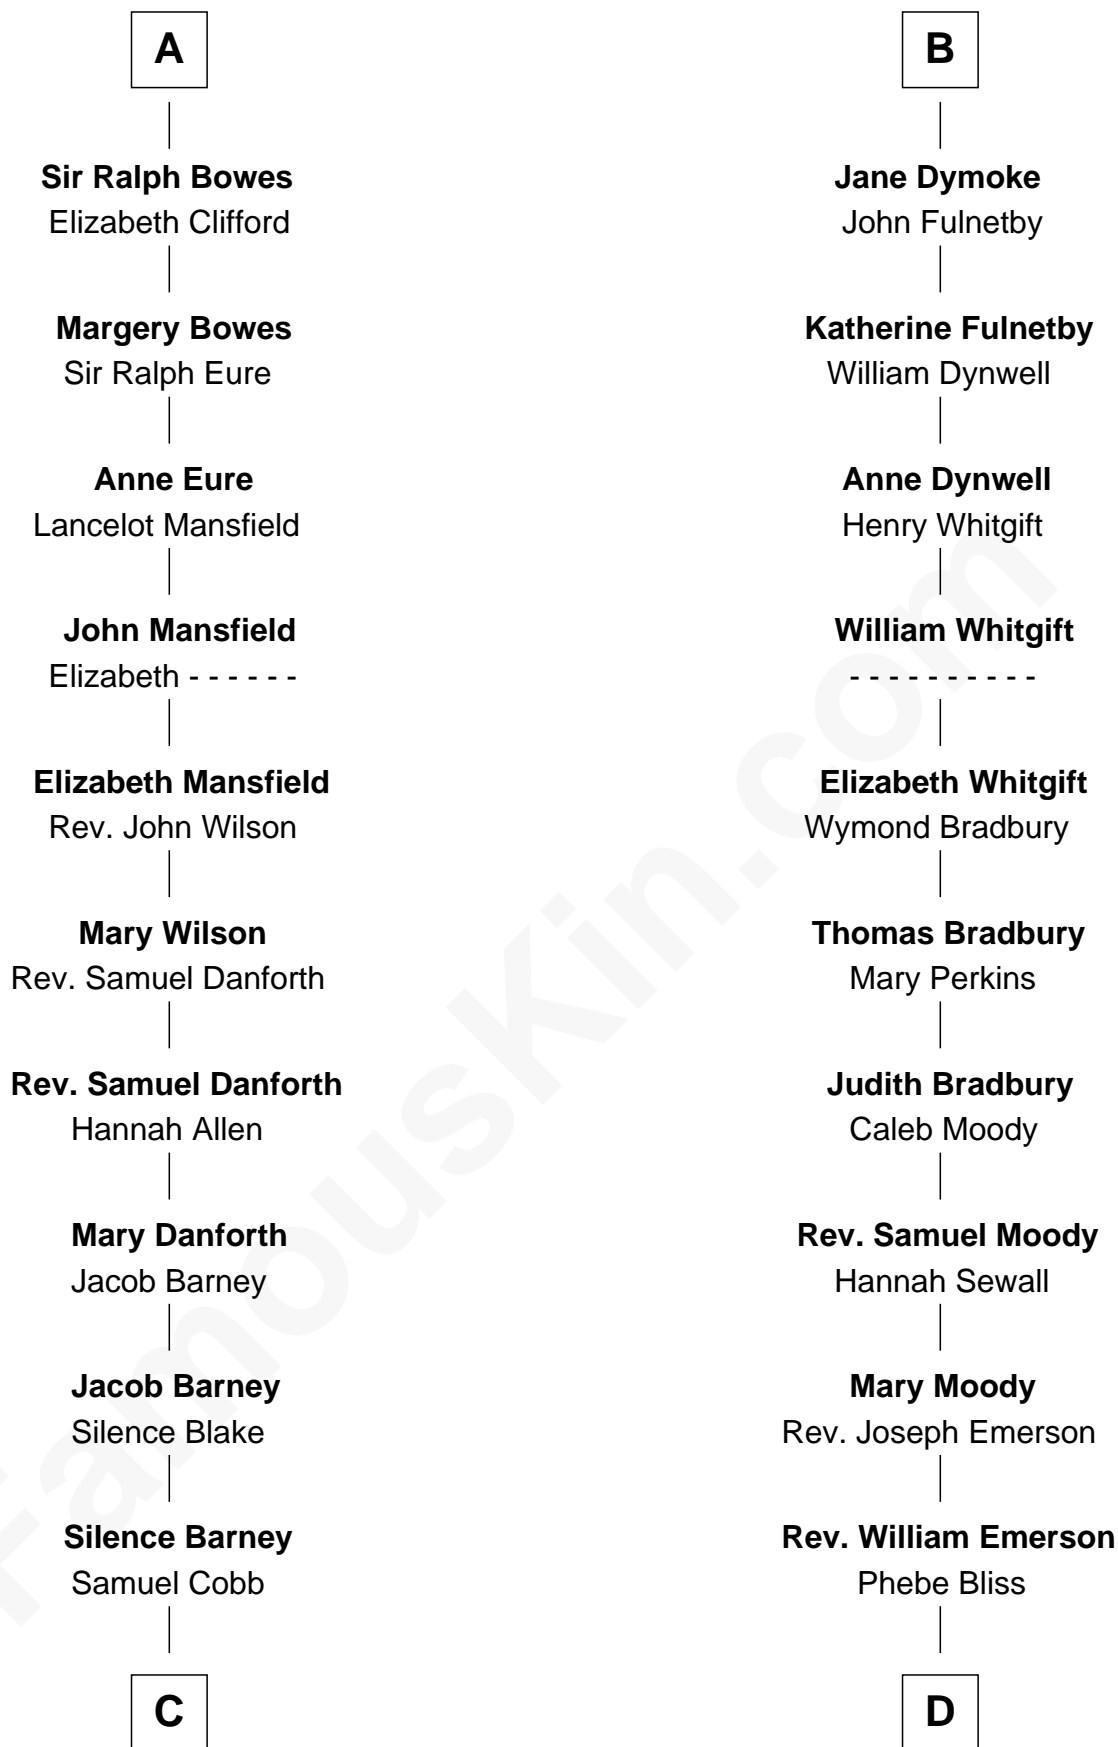 A
Sir Ralph Bowes
Elizabeth Clifford
Margery Bowes
Sir Ralph Eure
Anne Eure
Lancelot Mansfield
John Mansfield
Elizabeth - - - - - -
Elizabeth Mansfield
Rev. John Wilson
Mary Wilson
Rev. Samuel Danforth
Rev. Samuel Danforth
Hannah Allen
Mary Danforth
Jacob Barney
Jacob Barney
Silence Blake
Silence Barney
Samuel Cobb
C
B
Jane Dymoke
John Fulnetby
Katherine Fulnetby
William Dynwell
Anne Dynwell
Henry Whitgift
William Whitgift
- - - - - - - - - -
Elizabeth Whitgift
Wymond Bradbury
Thomas Bradbury
Mary Perkins
Judith Bradbury
Caleb Moody
Rev. Samuel Moody
Hannah Sewall
Mary Moody
Rev. Joseph Emerson
Rev. William Emerson
Phebe Bliss
D
FamousKin.com